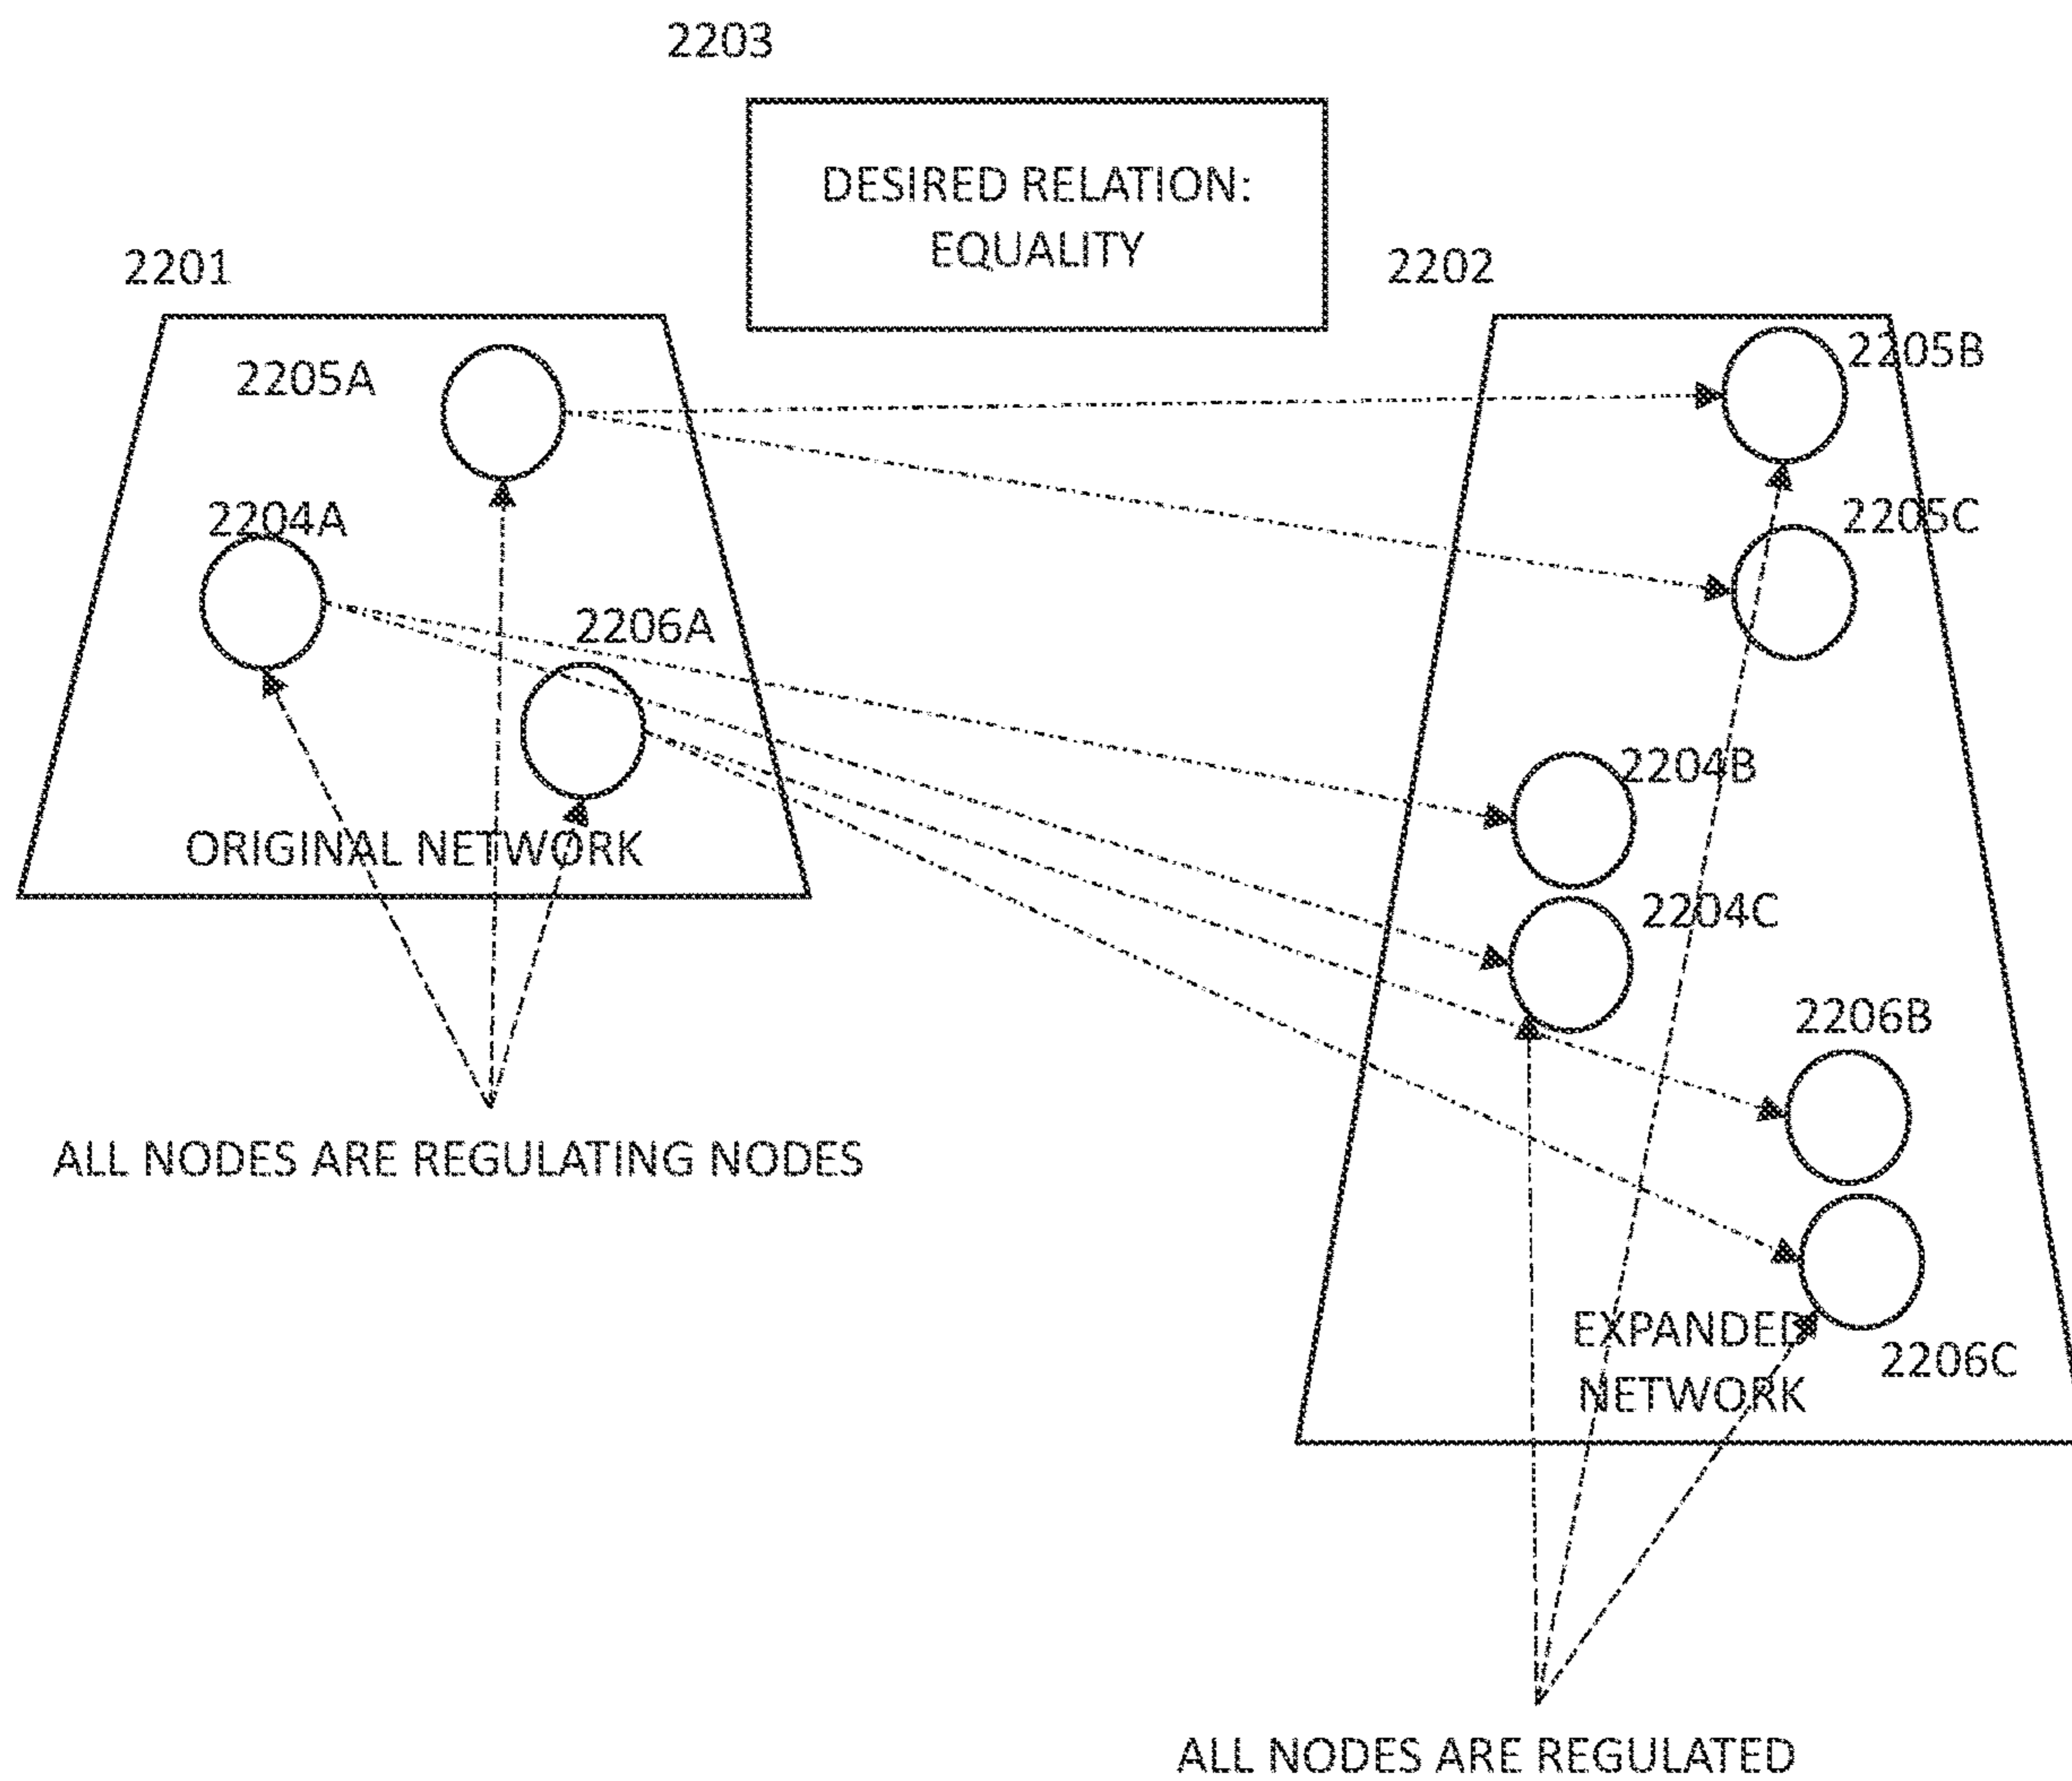 2203
DESIRED RELATION:
EQUALITY
2201
2202
2205A
2205B
2204A
2205C
2206A
2204B
ORIGINAL NETWORK
2204C
2206B
ALL NODES ARE REGULATING NODES
EXPANDED
NETWORK
2206C
ALL NODES ARE REGULATED